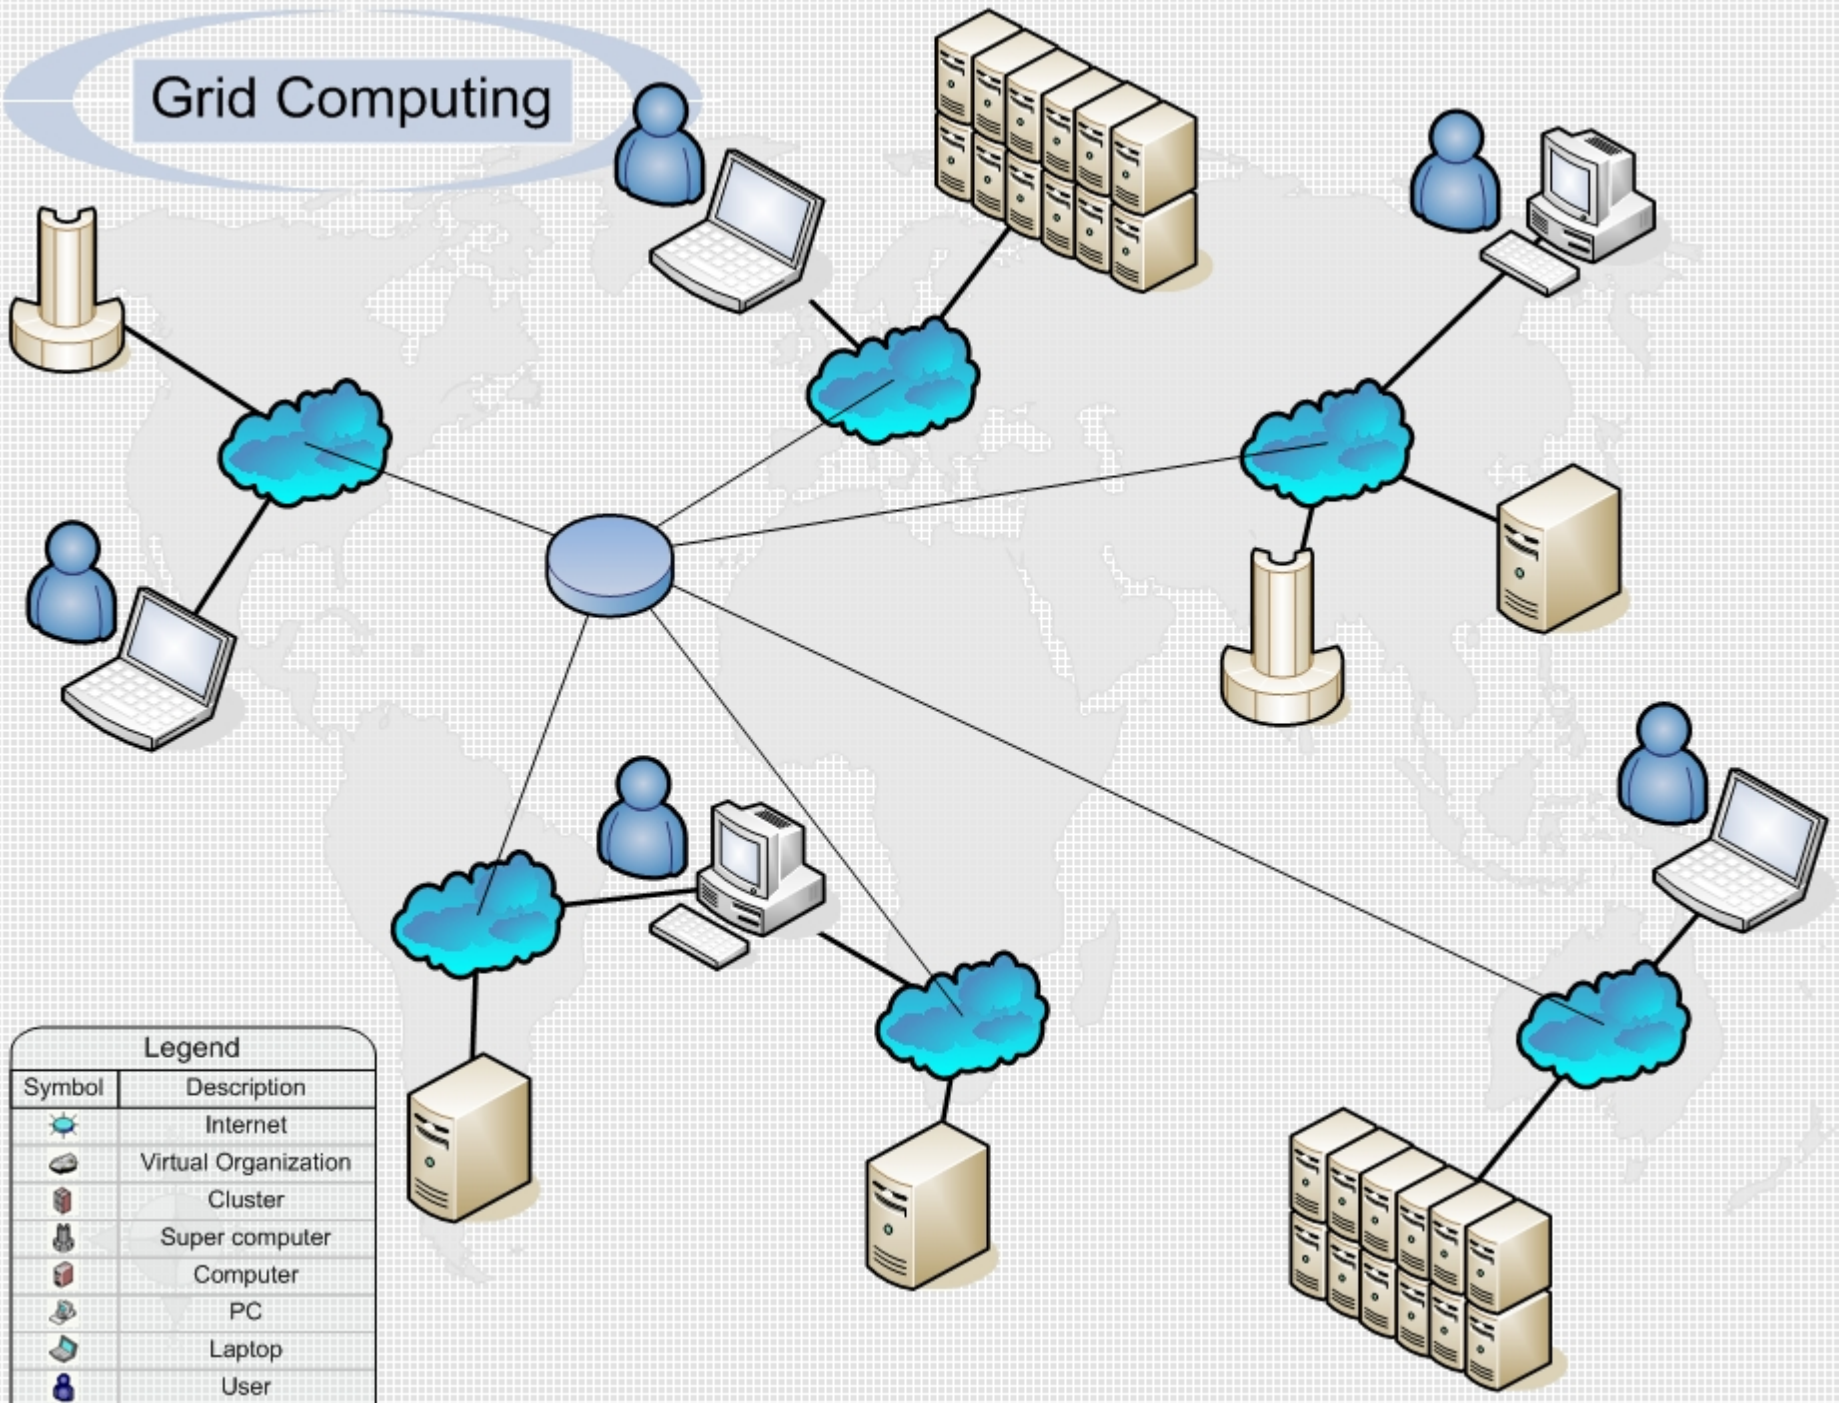 Grid Computing
Legend
Symbol Description
Internet
Virtual Organization
Cluster
Super computer
Computer
PC
Laptop
User